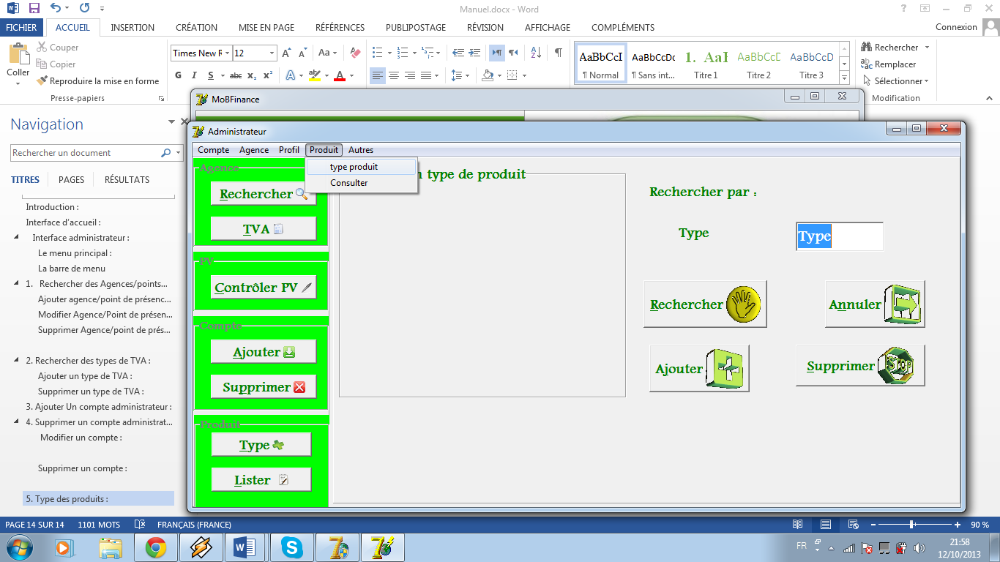 Manuel.docx - Word
FICHIER ACCUEIL INSERTION CRÉATION MISE EN PAGE RÉFÉRENCES PUBLIPOSTAGE RÉVISION AFFICHAGE COMPLÉMENTS Connexion
Coller
Couper
Copier
Reproduire la mise en forme
Presse-papiers
Times New R 12
G I S abc x₂ x²
AaBbCcI AaBbCcDc 1. AaI AaBbCcD AaBbCcD
¶ Normal ¶ Sans int... Titre 1 Titre 2 Titre 3
Rechercher
Remplacer
Sélectionner
Modification
Navigation
Rechercher un document
TITRES PAGES RÉSULTATS
Introduction :
Interface d'accueil :
Interface administrateur :
Le menu principal :
La barre de menu
1. Rechercher des Agences/points...
Ajouter agence/point de présenc...
Modifier Agence/Point de présen...
Supprimer Agence/point de prés...
2. Rechercher des types de TVA :
Ajouter un type de TVA :
Supprimer un type de TVA :
3. Ajouter Un compte administrateur :
4. Supprimer un compte administrat...
Modifier un compte :
Supprimer un compte :
5. Type des produits :
MoBFinance
Administrateur
Compte Agence Profil Produit Autres
type produit
Consulter
Agence
Rechercher
TVA
PV
Contrôler PV
Compte
Ajouter
Supprimer
Produit
Type
Lister
type de produit
Rechercher par :
Type Type
Rechercher Annuler
Ajouter Supprimer
PAGE 14 SUR 14 1101 MOTS FRANÇAIS (FRANCE) 90 %
FR 21:58
12/10/2013